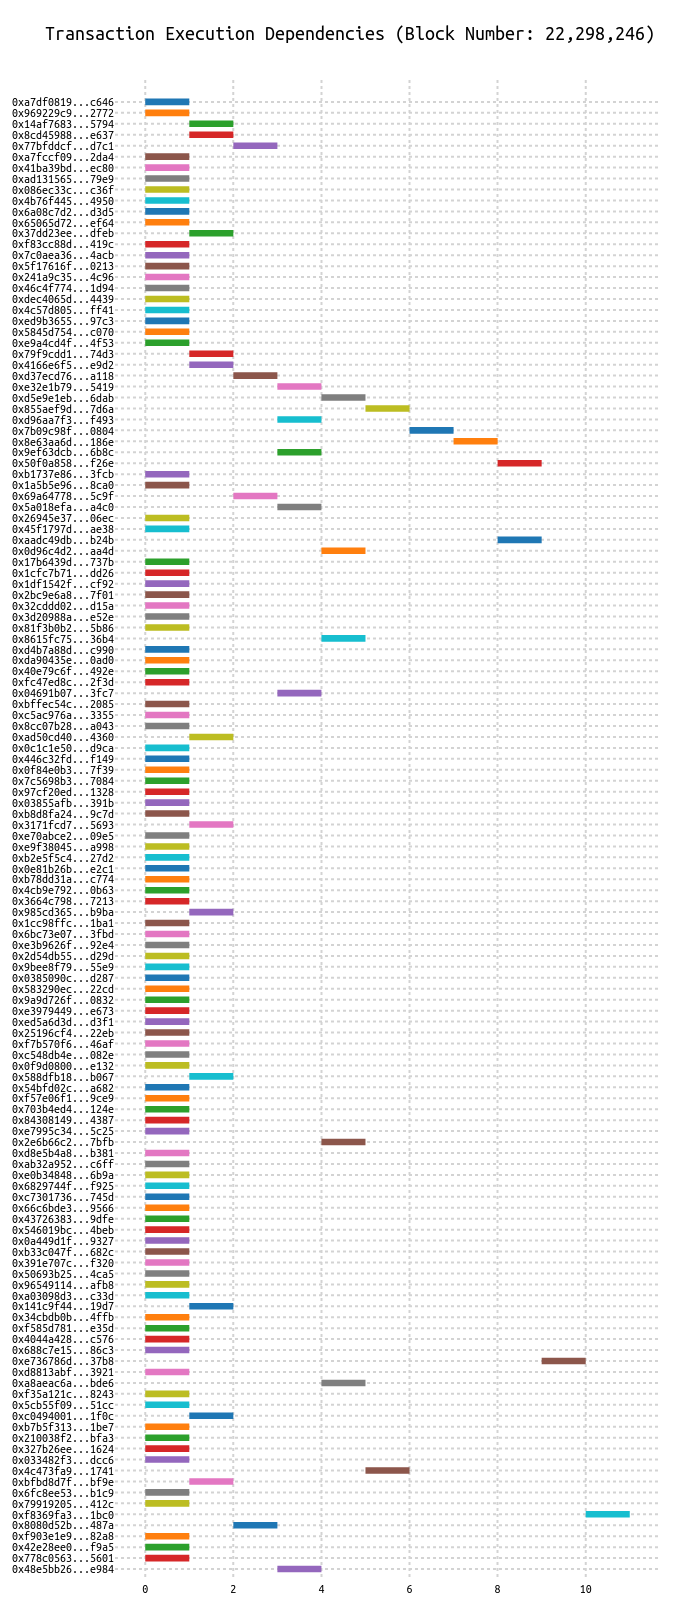 Transaction Execution Dependencies (Block Number: 22,298,246)
0xa7df0819...c646
0x969229c9...2772
0x14af7683...5794
0x8cd45988...e637
0x77bfddcf...d7c1
0xa7fccf09...2da4
0x41ba39bd...ec80
0xad131565...79e9
0x086ec33c...c36f
0x4b76f445...4950
0x6a08c7d2...d3d5
0x65065d72...ef64
0x37dd23ee...dfeb
0xf83cc88d...419c
0x7c0aea36...4acb
0x5f17616f...0213
0x241a9c35...4c96
0x46c4f774...1d94
0xdec4065d...4439
0x4c57d805...ff41
0xed9b3655...97c3
0x5845d754...c070
0xe9a4cd4f...4f53
0x79f9cdd1...74d3
0x4166e6f5...e9d2
0xd37ecd76...a118
0xe32e1b79...5419
0xd5e9e1eb...6dab
0x855aef9d...7d6a
0xd96aa7f3...f493
0x7b09c98f...0804
0x8e63aa6d...186e
0x9ef63dcb...6b8c
0x50f0a858...f26e
0xb1737e86...3fcb
0x1a5b5e96...8ca0
0x69a64778...5c9f
0x5a018efa...a4c0
0x26945e37...06ec
0x45f1797d...ae38
0xaadc49db...b24b
0x0d96c4d2...aa4d
0x17b6439d...737b
0x1cfc7b71...dd26
0x1df1542f...cf92
0x2bc9e6a8...7f01
0x32cddd02...d15a
0x3d20988a...e52e
0x81f3b0b2...5b86
0x8615fc75...36b4
0xd4b7a88d...c990
0xda90435e...0ad0
0x40e79c6f...492e
0xfc47ed8c...2f3d
0x04691b07...3fc7
0xbffec54c...2085
0xc5ac976a...3355
0x8cc07b28...a043
0xad50cd40...4360
0x0c1c1e50...d9ca
0x446c32fd...f149
0x0f84e0b3...7f39
0x7c5698b3...7084
0x97cf20ed...1328
0x03855afb...391b
0xb8d8fa24...9c7d
0x3171fcd7...5693
0xe70abce2...09e5
0xe9f38045...a998
0xb2e5f5c4...27d2
0x0e81b26b...e2c1
0xb78dd31a...c774
0x4cb9e792...0b63
0x3664c798...7213
0x985cd365...b9ba
0x1cc98ffc...1ba1
0x6bc73e07...3fbd
0xe3b9626f...92e4
0x2d54db55...d29d
0x9bee8f79...55e9
0x0385090c...d287
0x583290ec...22cd
0x9a9d726f...0832
0xe3979449...e673
0xed5a6d3d...d3f1
0x25196cf4...22eb
0xf7b570f6...46af
0xc548db4e...082e
0x0f9d0800...e132
0x588dfb18...b067
0x54bfd02c...a682
0xf57e06f1...9ce9
0x703b4ed4...124e
0x84308149...4387
0xe7995c34...5c25
0x2e6b66c2...7bfb
0xd8e5b4a8...b381
0xab32a952...c6ff
0xe0b34848...6b9a
0x6829744f...f925
0xc7301736...745d
0x66c6bde3...9566
0x43726383...9dfe
0x546019bc...4beb
0x0a449d1f...9327
0xb33c047f...682c
0x391e707c...f320
0x50693b25...4ca5
0x96549114...afb8
0xa03098d3...c33d
0x141c9f44...19d7
0x34cbdb0b...4ffb
0xf585d781...e35d
0x4044a428...c576
0x688c7e15...86c3
0xe736786d...37b8
0xd8813abf...3921
0xa8aeac6a...bde6
0xf35a121c...8243
0x5cb55f09...51cc
0xc0494001...1f0c
0xb7b5f313...1be7
0x210038f2...bfa3
0x327b26ee...1624
0x033482f3...dcc6
0x4c473fa9...1741
0xbfbd8d7f...bf9e
0x6fc8ee53...b1c9
0x79919205...412c
0xf8369fa3...1bc0
0x8080d52b...487a
0xf903e1e9...82a8
0x42e28ee0...f9a5
0x778c0563...5601
0x48e5bb26...e984
0 2 4 6 8 10